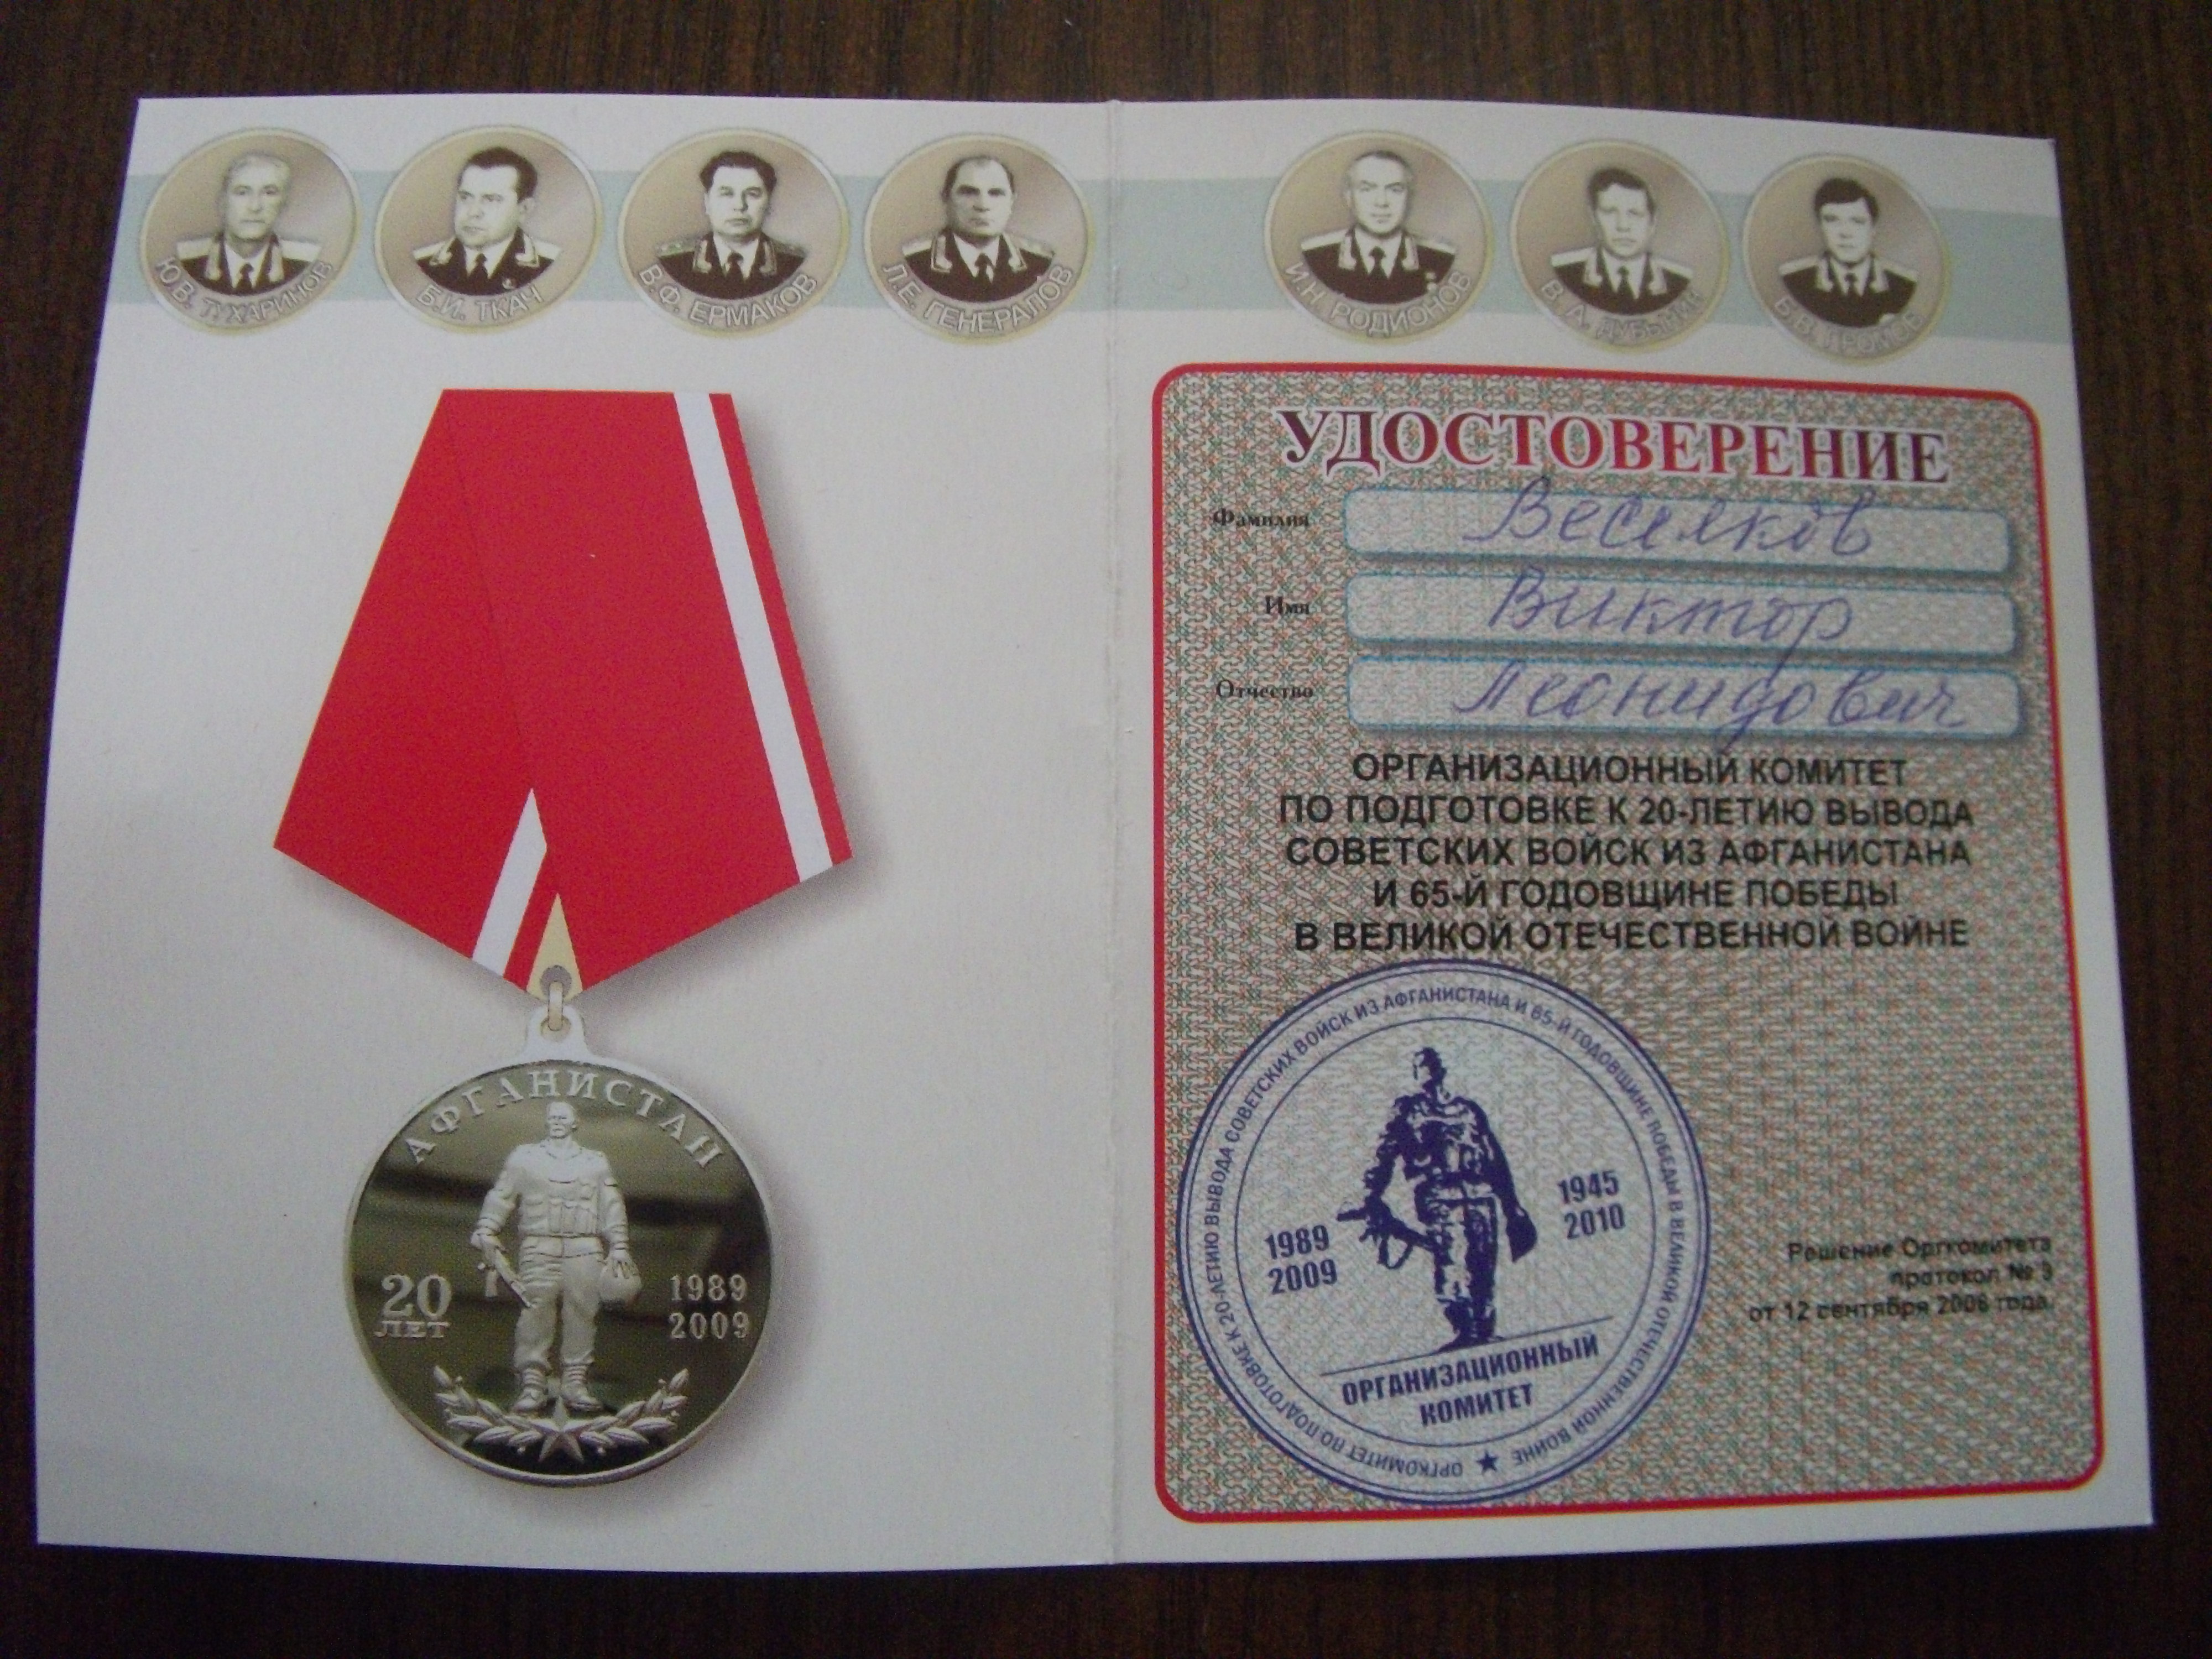 Ю.В. ТУХАРИНОВ
Б.И. ТКАЧ
В.Ф. ЕРМАКОВ
Л.Е. ГЕНЕРАЛОВ
И.Н. РОДИОНОВ
В.А. ДУБЫНИН
Б.В. ГРОМОВ
АФГАНИСТАН
20
ЛЕТ
1989
2009
УДОСТОВЕРЕНИЕ
Фамилия Веселков
Имя Виктор
Отчество Леонидович
ОРГАНИЗАЦИОННЫЙ КОМИТЕТ
ПО ПОДГОТОВКЕ К 20-ЛЕТИЮ ВЫВОДА
СОВЕТСКИХ ВОЙСК ИЗ АФГАНИСТАНА
И 65-Й ГОДОВЩИНЕ ПОБЕДЫ
В ВЕЛИКОЙ ОТЕЧЕСТВЕННОЙ ВОЙНЕ
ОРГКОМИТЕТ ПО ПОДГОТОВКЕ К 20-ЛЕТИЮ ВЫВОДА СОВЕТСКИХ ВОЙСК ИЗ АФГАНИСТАНА И 65-Й ГОДОВЩИНЕ ПОБЕДЫ В ВЕЛИКОЙ ОТЕЧЕСТВЕННОЙ ВОЙНЕ
1989
2009
1945
2010
ОРГАНИЗАЦИОННЫЙ
КОМИТЕТ
Решение Оргкомитета
протокол № 3
от 12 сентября 2008 года.